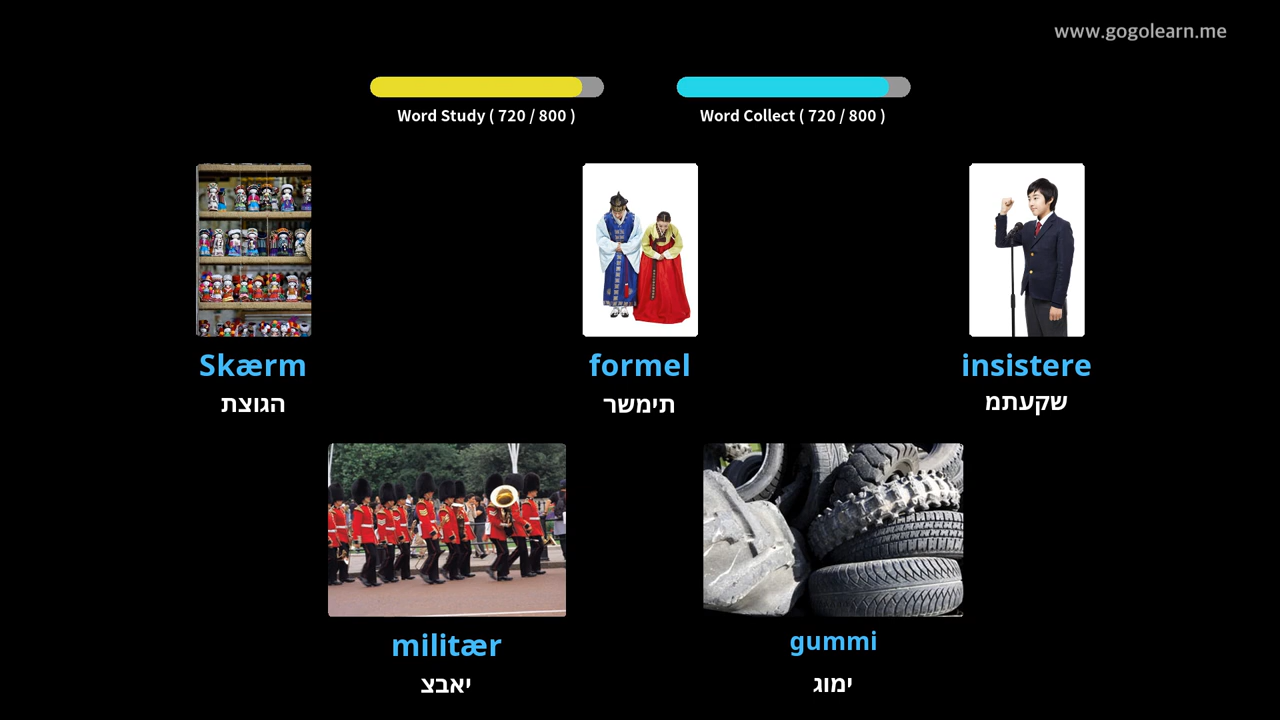 www.gogolearn.me
Word Study ( 720 / 800 )
Word Collect ( 720 / 800 )
Skærm
הגוצת
formel
תימשר
insistere
שקעתמ
militær
יאבצ
gummi
ימוג